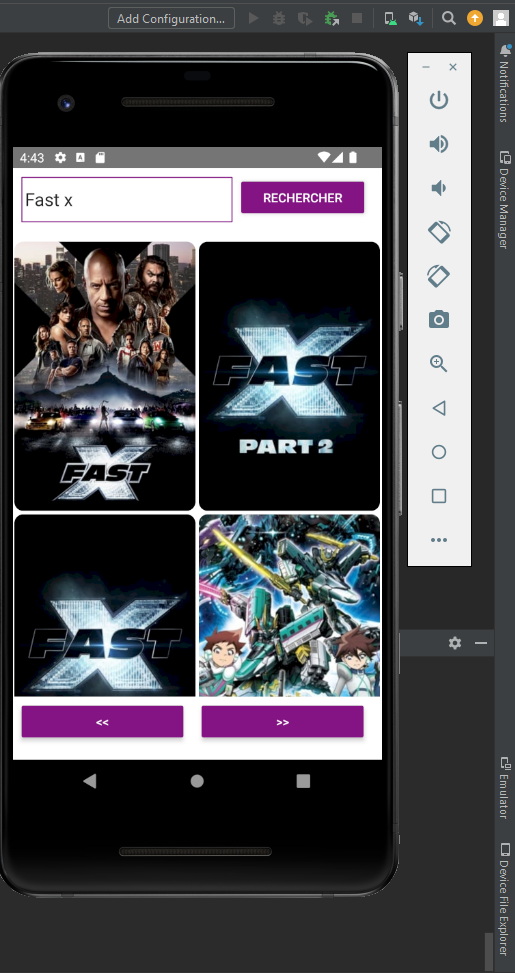 Add Configuration...
4:43
Fast x
RECHERCHER
FAST
X
FAST
X
PART 2
FAST
X
<<
>>
Notifications
Device Manager
Emulator
Device File Explorer